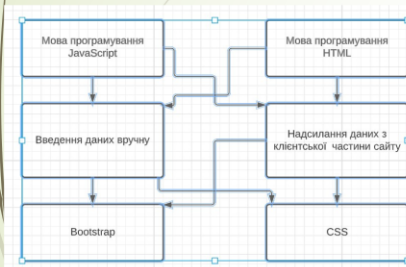 Мова програмування
JavaScript
Мова програмування
HTML
Введення даних вручну
Надсилання даних з
клієнтської частини сайту
Bootstrap
CSS